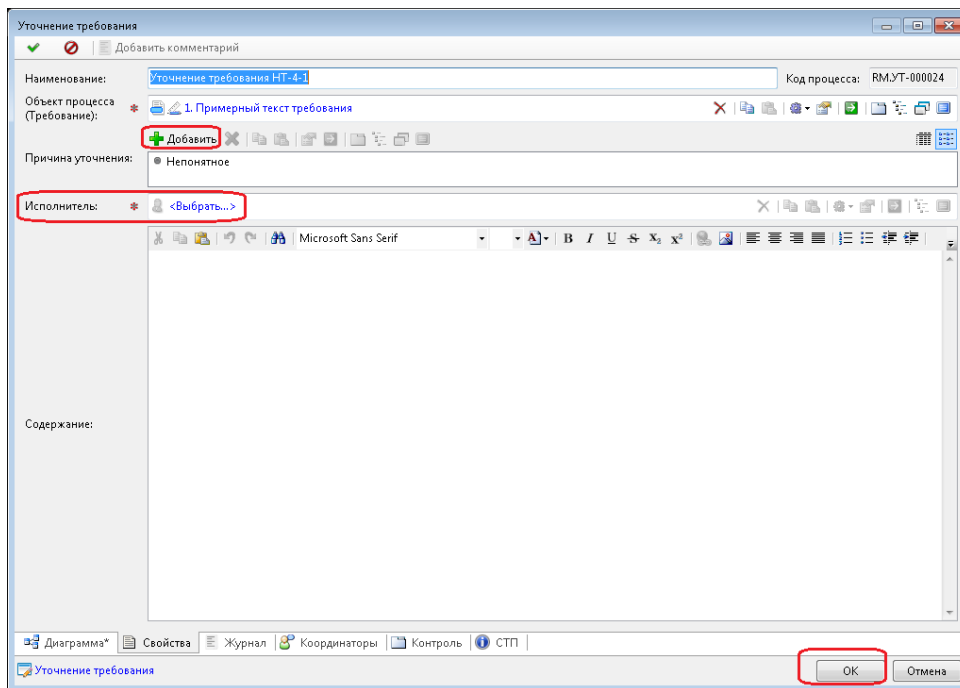 Уточнение требования
Добавить комментарий
Наименование: Уточнение требования НТ-4-1 Код процесса: RM.УТ-000024
Объект процесса
(Требование): * 1. Примерный текст требования
Добавить
Причина уточнения: Непонятное
Исполнитель: * <Выбрать...>
Microsoft Sans Serif A B I U S X₂ x²
Содержание:
Диаграмма* Свойства Журнал Координаторы Контроль СТП
Уточнение требования OK Отмена